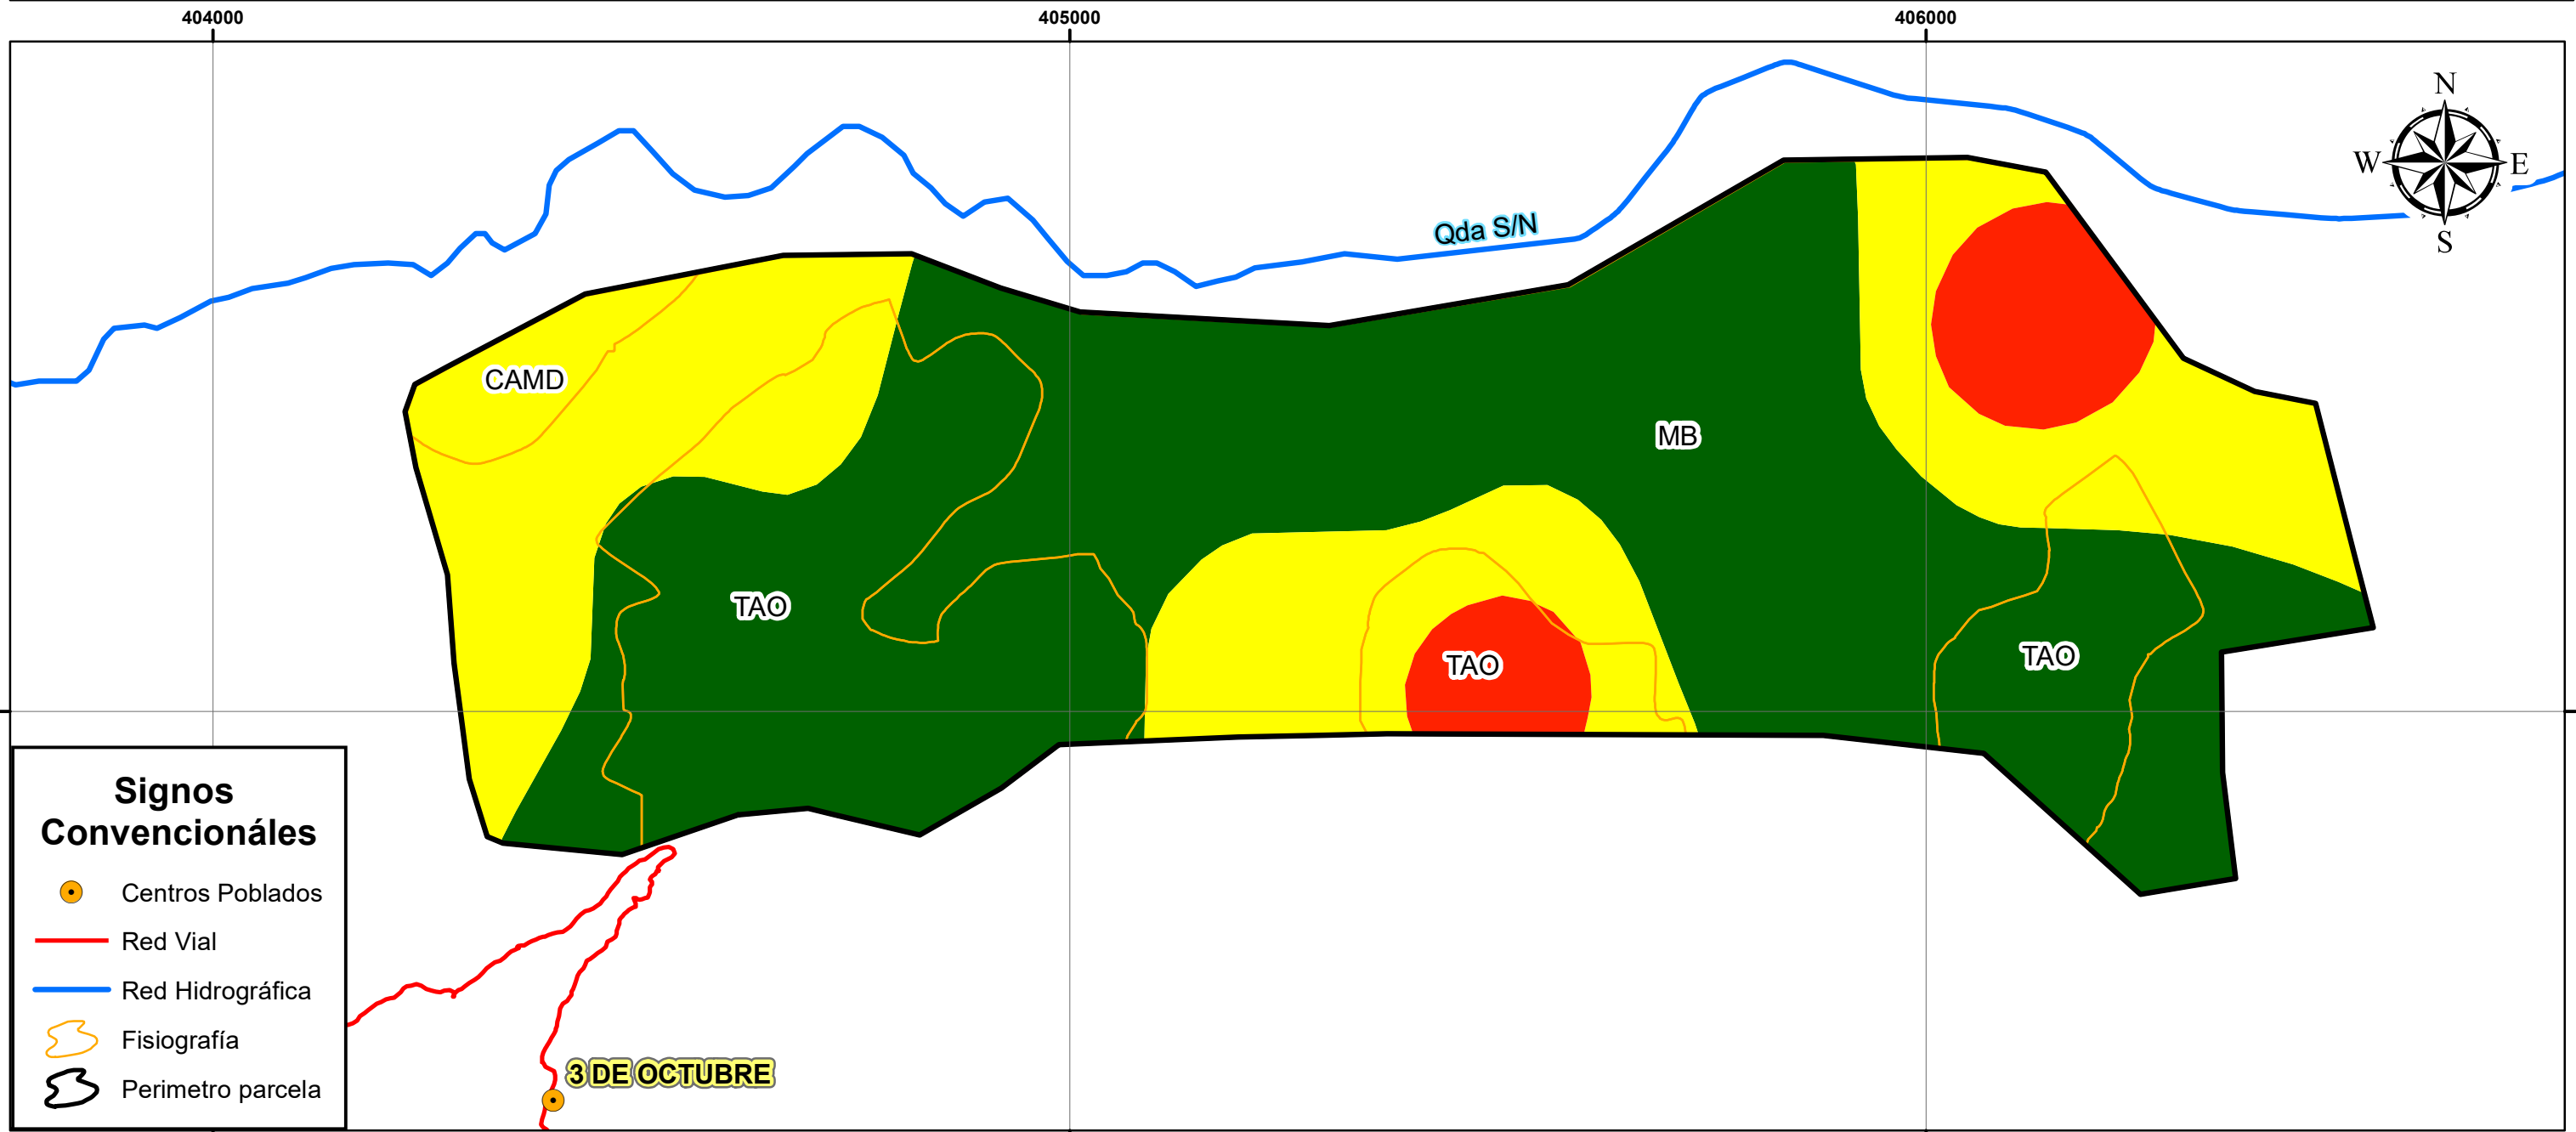 404000 405000 406000
N
W E
S
Qda S/N
CAMD
MB
TAO
TAO
TAO
Signos
Convencionáles
Centros Poblados
Red Vial
Red Hidrográfica
Fisiografía
Perimetro parcela
3 DE OCTUBRE